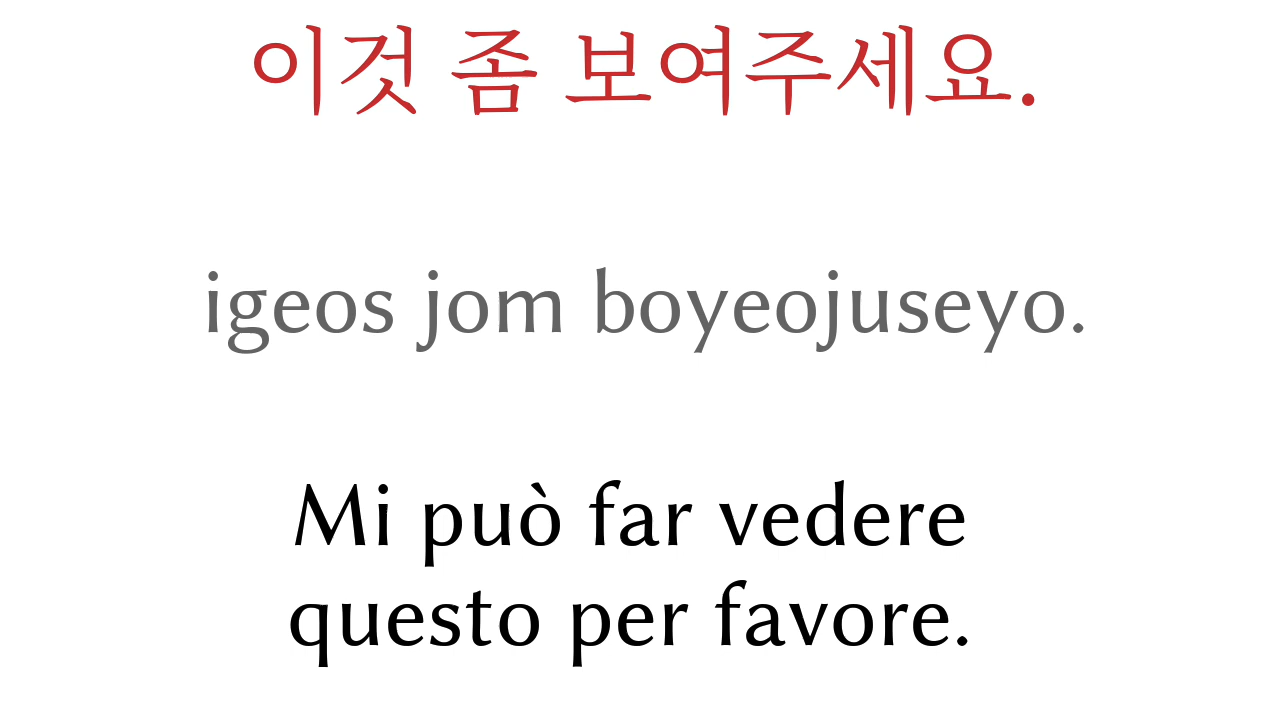 이것 좀 보여주세요.
igeos jom boyeojuseyo.
Mi può far vedere
questo per favore.